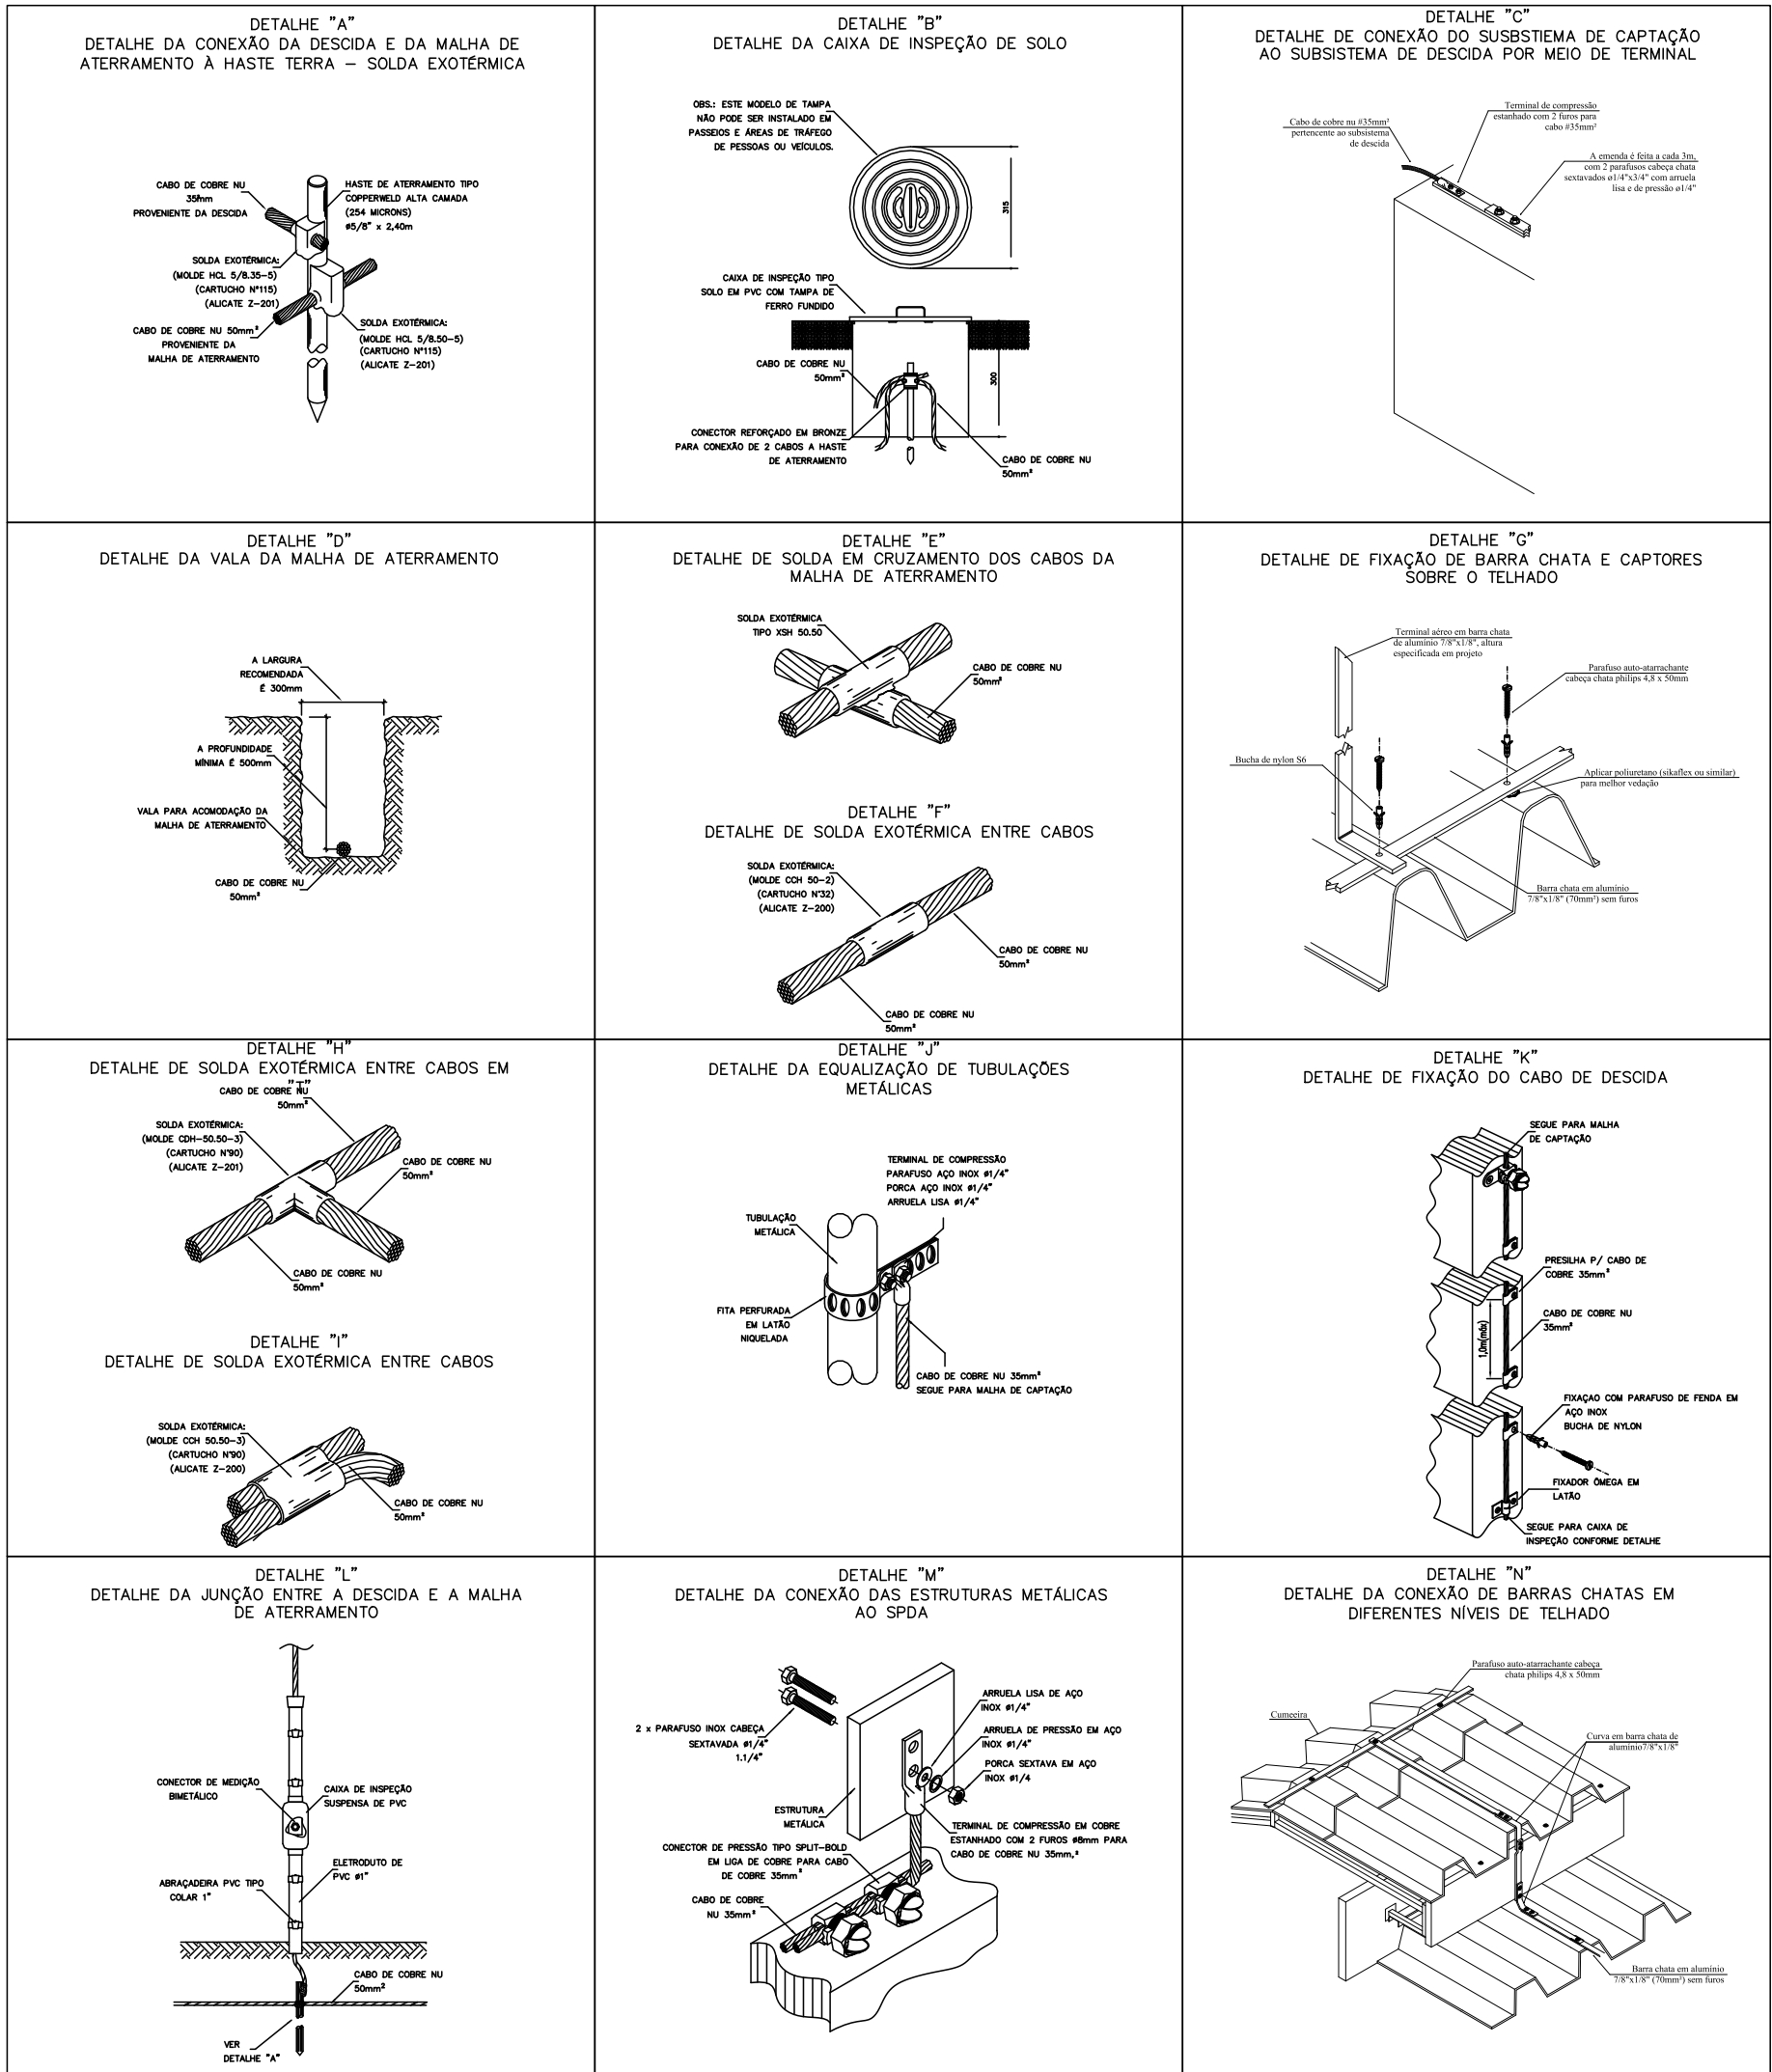 DETALHE "A"
DETALHE DA CONEXÃO DA DESCIDA E DA MALHA DE
ATERRAMENTO À HASTE TERRA – SOLDA EXOTÉRMICA
CABO DE COBRE NU
35mm
PROVENIENTE DA DESCIDA
HASTE DE ATERRAMENTO TIPO
COPPERWELD ALTA CAMADA
(254 MICRONS)
ø5/8" x 2,40m
SOLDA EXOTÉRMICA:
(MOLDE HCL 5/8.35-5)
(CARTUCHO N°115)
(ALICATE Z-201)
CABO DE COBRE NU 50mm²
PROVENIENTE DA
MALHA DE ATERRAMENTO
SOLDA EXOTÉRMICA:
(MOLDE HCL 5/8.50-5)
(CARTUCHO N°115)
(ALICATE Z-201)
DETALHE "B"
DETALHE DA CAIXA DE INSPEÇÃO DE SOLO
OBS.: ESTE MODELO DE TAMPA
NÃO PODE SER INSTALADO EM
PASSEIOS E ÁREAS DE TRÁFEGO
DE PESSOAS OU VEÍCULOS.
315
CAIXA DE INSPEÇÃO TIPO
SOLO EM PVC COM TAMPA DE
FERRO FUNDIDO
CABO DE COBRE NU
50mm²
300
CONECTOR REFORÇADO EM BRONZE
PARA CONEXÃO DE 2 CABOS A HASTE
DE ATERRAMENTO
CABO DE COBRE NU
50mm²
DETALHE "C"
DETALHE DE CONEXÃO DO SUSBSTIEMA DE CAPTAÇÃO
AO SUBSISTEMA DE DESCIDA POR MEIO DE TERMINAL
Cabo de cobre nu #35mm²
pertencente ao subsistema
de descida
Terminal de compressão
estanhado com 2 furos para
cabo #35mm²
A emenda é feita a cada 3m,
com 2 parafusos cabeça chata
sextavados ø1/4"x3/4" com arruela
lisa e de pressão ø1/4"
DETALHE "D"
DETALHE DA VALA DA MALHA DE ATERRAMENTO
A LARGURA
RECOMENDADA
É 300mm
A PROFUNDIDADE
MÍNIMA É 500mm
VALA PARA ACOMODAÇÃO DA
MALHA DE ATERRAMENTO
CABO DE COBRE NU
50mm²
DETALHE "E"
DETALHE DE SOLDA EM CRUZAMENTO DOS CABOS DA
MALHA DE ATERRAMENTO
SOLDA EXOTÉRMICA
TIPO XSH 50.50
CABO DE COBRE NU
50mm²
DETALHE "F"
DETALHE DE SOLDA EXOTÉRMICA ENTRE CABOS
SOLDA EXOTÉRMICA:
(MOLDE CCH 50-2)
(CARTUCHO N°32)
(ALICATE Z-200)
CABO DE COBRE NU
50mm²
CABO DE COBRE NU
50mm²
DETALHE "G"
DETALHE DE FIXAÇÃO DE BARRA CHATA E CAPTORES
SOBRE O TELHADO
Terminal aéreo em barra chata
de alumínio 7/8"x1/8", altura
especificada em projeto
Parafuso auto-atarrachante
cabeça chata philips 4,8 x 50mm
Bucha de nylon S6
Aplicar poliuretano (sikaflex ou similar)
para melhor vedação
Barra chata em alumínio
7/8"x1/8" (70mm²) sem furos
DETALHE "H"
DETALHE DE SOLDA EXOTÉRMICA ENTRE CABOS EM
"T"
CABO DE COBRE NU
50mm²
SOLDA EXOTÉRMICA:
(MOLDE CDH-50.50-3)
(CARTUCHO N°90)
(ALICATE Z-201)
CABO DE COBRE NU
50mm²
CABO DE COBRE NU
50mm²
DETALHE "I"
DETALHE DE SOLDA EXOTÉRMICA ENTRE CABOS
SOLDA EXOTÉRMICA:
(MOLDE CCH 50.50-3)
(CARTUCHO N°90)
(ALICATE Z-200)
CABO DE COBRE NU
50mm²
DETALHE "J"
DETALHE DA EQUALIZAÇÃO DE TUBULAÇÕES
METÁLICAS
TERMINAL DE COMPRESSÃO
PARAFUSO AÇO INOX ø1/4"
PORCA AÇO INOX ø1/4"
ARRUELA LISA ø1/4"
TUBULAÇÃO
METÁLICA
FITA PERFURADA
EM LATÃO
NIQUELADA
CABO DE COBRE NU 35mm²
SEGUE PARA MALHA DE CAPTAÇÃO
DETALHE "K"
DETALHE DE FIXAÇÃO DO CABO DE DESCIDA
SEGUE PARA MALHA
DE CAPTAÇÃO
PRESILHA P/ CABO DE
COBRE 35mm²
CABO DE COBRE NU
35mm²
1,0m(máx)
FIXAÇAO COM PARAFUSO DE FENDA EM
AÇO INOX
BUCHA DE NYLON
FIXADOR ÔMEGA EM
LATÃO
SEGUE PARA CAIXA DE
INSPEÇÃO CONFORME DETALHE
DETALHE "L"
DETALHE DA JUNÇÃO ENTRE A DESCIDA E A MALHA
DE ATERRAMENTO
CONECTOR DE MEDIÇÃO
BIMETÁLICO
CAIXA DE INSPEÇÃO
SUSPENSA DE PVC
ELETRODUTO DE
PVC ø1"
ABRAÇADEIRA PVC TIPO
COLAR 1"
CABO DE COBRE NU
50mm²
VER
DETALHE "A"
DETALHE "M"
DETALHE DA CONEXÃO DAS ESTRUTURAS METÁLICAS
AO SPDA
2 x PARAFUSO INOX CABEÇA
SEXTAVADA ø1/4"
1.1/4"
ARRUELA LISA DE AÇO
INOX ø1/4"
ARRUELA DE PRESSÃO EM AÇO
INOX ø1/4"
PORCA SEXTAVA EM AÇO
INOX ø1/4
ESTRUTURA
METÁLICA
TERMINAL DE COMPRESSÃO EM COBRE
ESTANHADO COM 2 FUROS ø8mm PARA
CABO DE COBRE NU 35mm,²
CONECTOR DE PRESSÃO TIPO SPLIT-BOLD
EM LIGA DE COBRE PARA CABO
DE COBRE 35mm²
CABO DE COBRE
NU 35mm²
DETALHE "N"
DETALHE DA CONEXÃO DE BARRAS CHATAS EM
DIFERENTES NÍVEIS DE TELHADO
Parafuso auto-atarrachante cabeça
chata philips 4,8 x 50mm
Cumeeira
Curva em barra chata de
alumínio7/8"x1/8"
Barra chata em alumínio
7/8"x1/8" (70mm²) sem furos